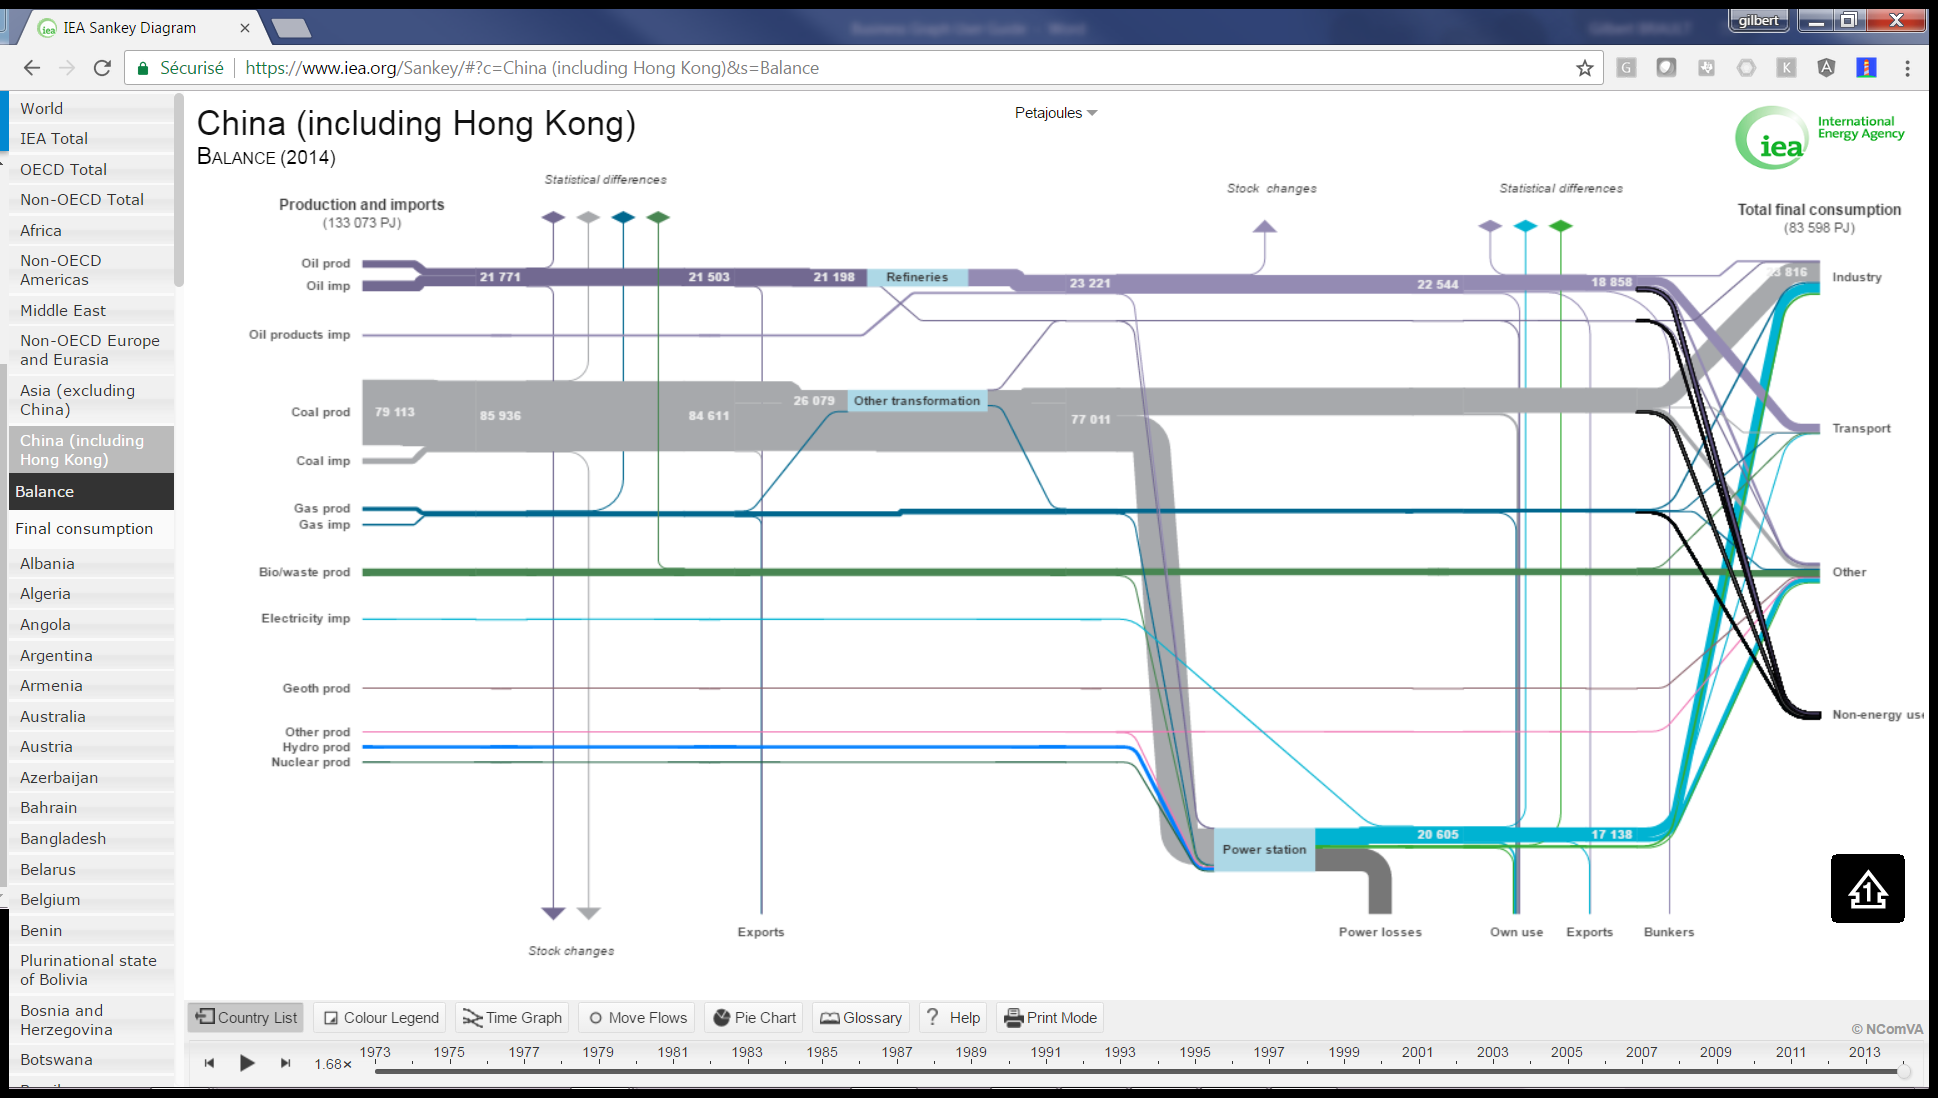 IEA Sankey Diagram
gilbert
Sécurisé
https://www.iea.org/Sankey/#?c=China (including Hong Kong)&s=Balance
World
IEA Total
OECD Total
Non-OECD Total
Africa
Non-OECD
Americas
Middle East
Non-OECD Europe
and Eurasia
Asia (excluding
China)
China (including
Hong Kong)
Balance
Final consumption
Albania
Algeria
Angola
Argentina
Armenia
Australia
Austria
Azerbaijan
Bahrain
Bangladesh
Belarus
Belgium
Benin
Plurinational state
of Bolivia
Bosnia and
Herzegovina
Botswana
China (including Hong Kong)
BALANCE (2014)
Petajoules
iea
International
Energy Agency
Statistical differences
Stock changes
Statistical differences
Production and imports
(133 073 PJ)
Total final consumption
(83 598 PJ)
Oil prod
Oil imp
21 771
21 503
21 198
Refineries
23 221
22 544
18 858
23 816
Industry
Oil products imp
Coal prod
79 113
85 936
84 611
26 079
Other transformation
77 011
Transport
Coal imp
Gas prod
Gas imp
Bio/waste prod
Other
Electricity imp
Geoth prod
Non-energy use
Other prod
Hydro prod
Nuclear prod
Power station
20 605
17 138
Exports
Power losses
Own use
Exports
Bunkers
Stock changes
1
Country List
Colour Legend
Time Graph
Move Flows
Pie Chart
Glossary
? Help
Print Mode
© NComVA
1.68×
1973 1975 1977 1979 1981 1983 1985 1987 1989 1991 1993 1995 1997 1999 2001 2003 2005 2007 2009 2011 2013